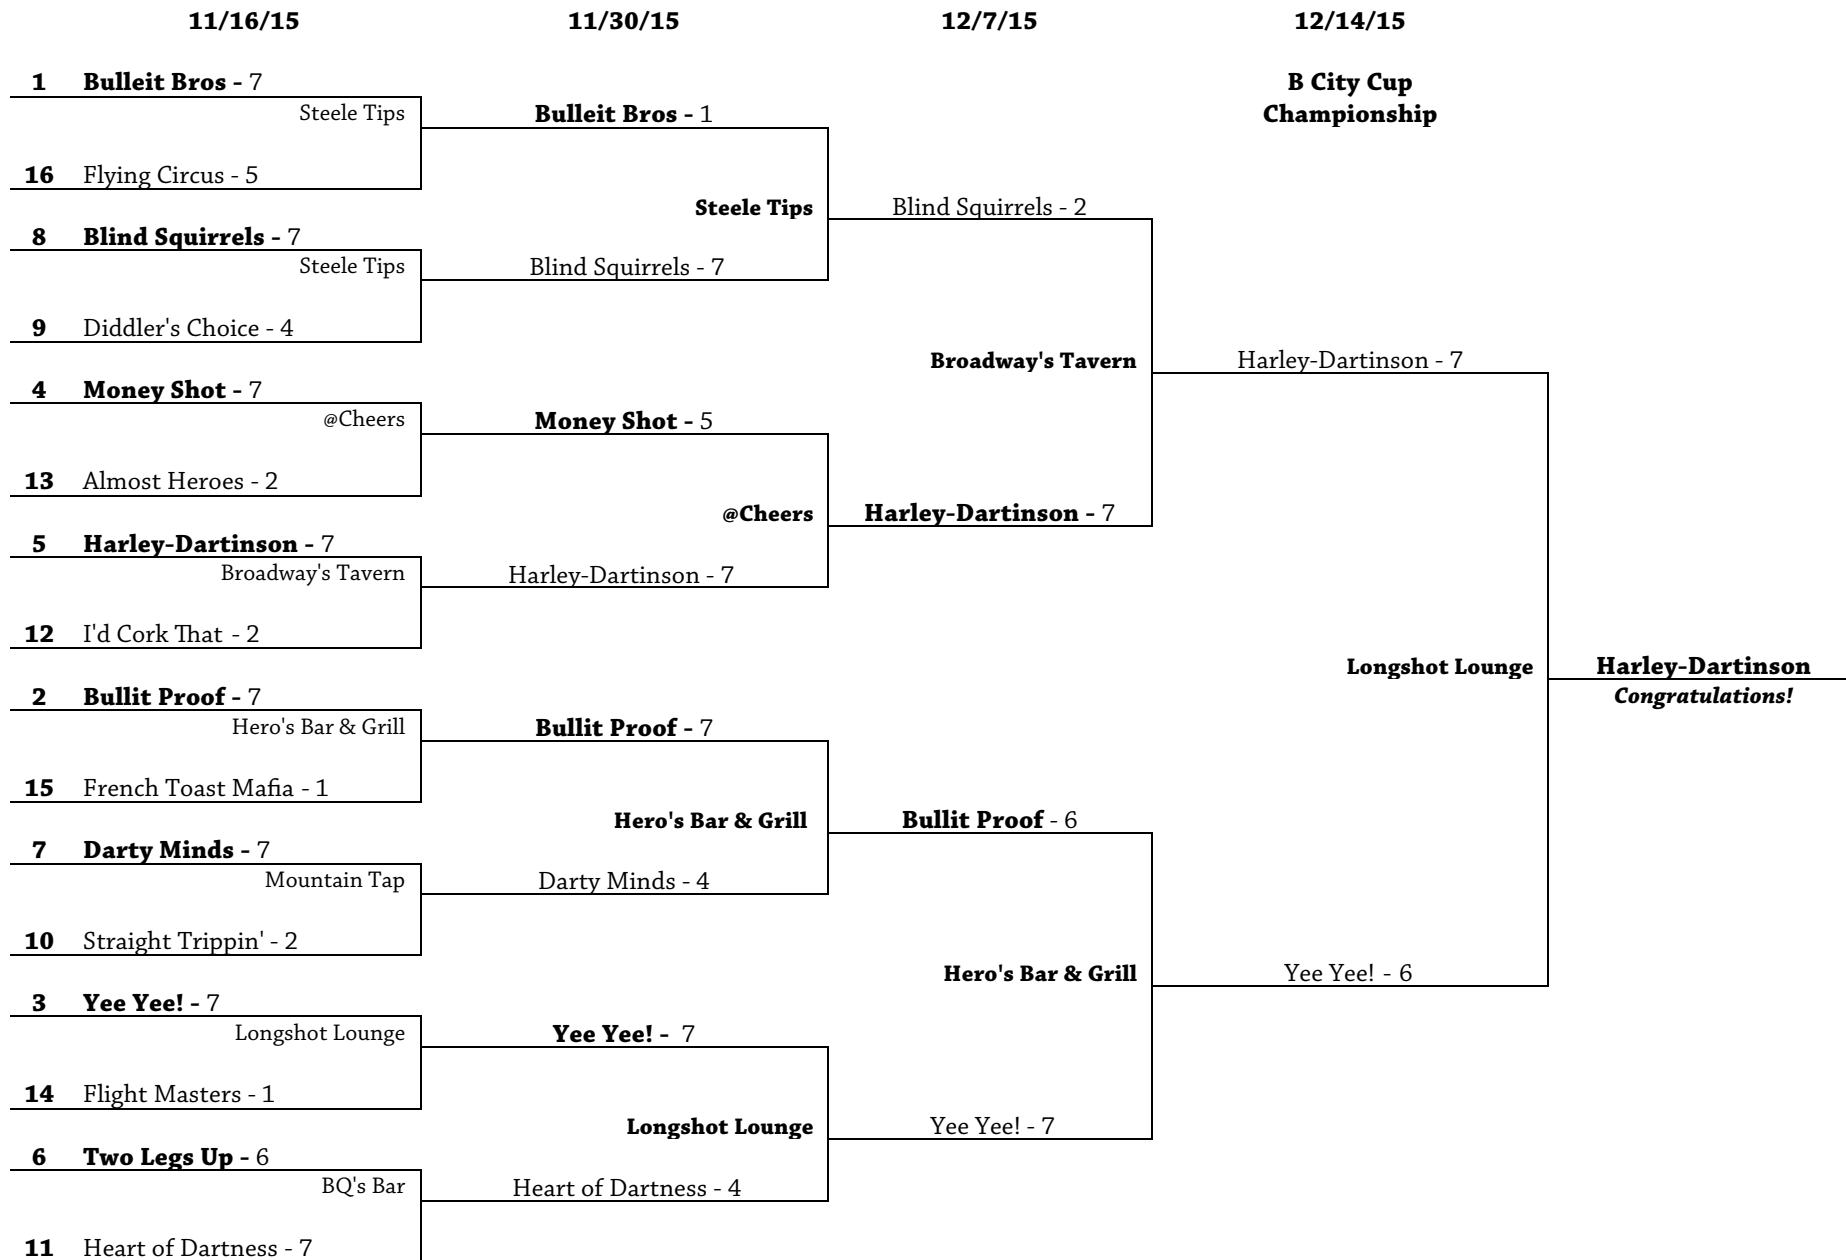 11/16/15 11/30/15 12/7/15 12/14/15
1 Bulleit Bros - 7
B City Cup
Steele Tips
Bulleit Bros - 1
Championship
16 Flying Circus - 5
Steele Tips
Blind Squirrels - 2
8 Blind Squirrels - 7
Steele Tips
Blind Squirrels - 7
9 Diddler's Choice - 4
Broadway's Tavern
Harley-Dartinson - 7
4 Money Shot - 7
@Cheers
Money Shot - 5
13 Almost Heroes - 2
@Cheers
Harley-Dartinson - 7
5 Harley-Dartinson - 7
Broadway's Tavern
Harley-Dartinson - 7
12 I'd Cork That - 2
Longshot Lounge
Harley-Dartinson
Congratulations!
2 Bullit Proof - 7
Hero's Bar & Grill
Bullit Proof - 7
15 French Toast Mafia - 1
Hero's Bar & Grill
Bullit Proof - 6
7 Darty Minds - 7
Mountain Tap
Darty Minds - 4
10 Straight Trippin' - 2
Hero's Bar & Grill
Yee Yee! - 6
3 Yee Yee! - 7
Longshot Lounge
Yee Yee! - 7
14 Flight Masters - 1
Longshot Lounge
Yee Yee! - 7
6 Two Legs Up - 6
BQ's Bar
Heart of Dartness - 4
11 Heart of Dartness - 7